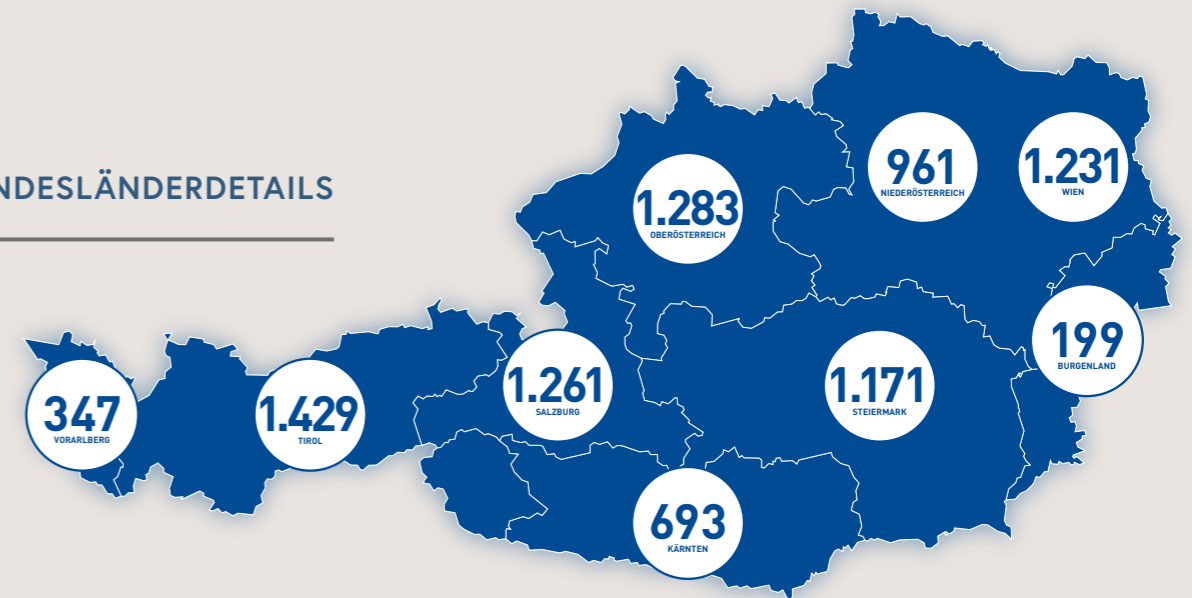 NDESLÄNDERDETAILS
961
NIEDERÖSTERREICH
1.231
WIEN
1.283
OBERÖSTERREICH
199
BURGENLAND
1.261
SALZBURG
1.171
STEIERMARK
347
VORARLBERG
1.429
TIROL
693
KÄRNTEN